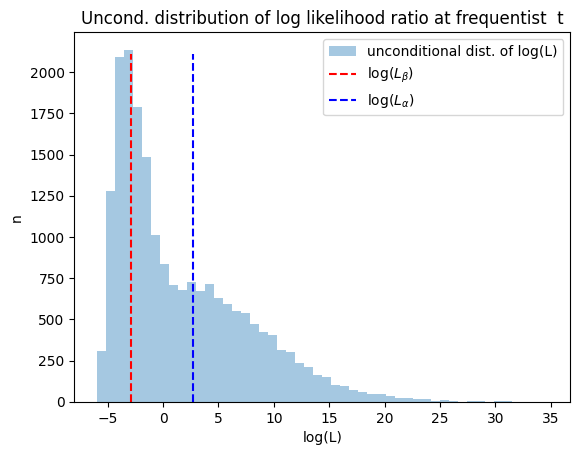 Uncond. distribution of log likelihood ratio at frequentist  t
unconditional dist. of log(L)
log(L_β)
log(L_α)
n
2000
1750
1500
1250
1000
750
500
250
0
−5 0 5 10 15 20 25 30 35
log(L)